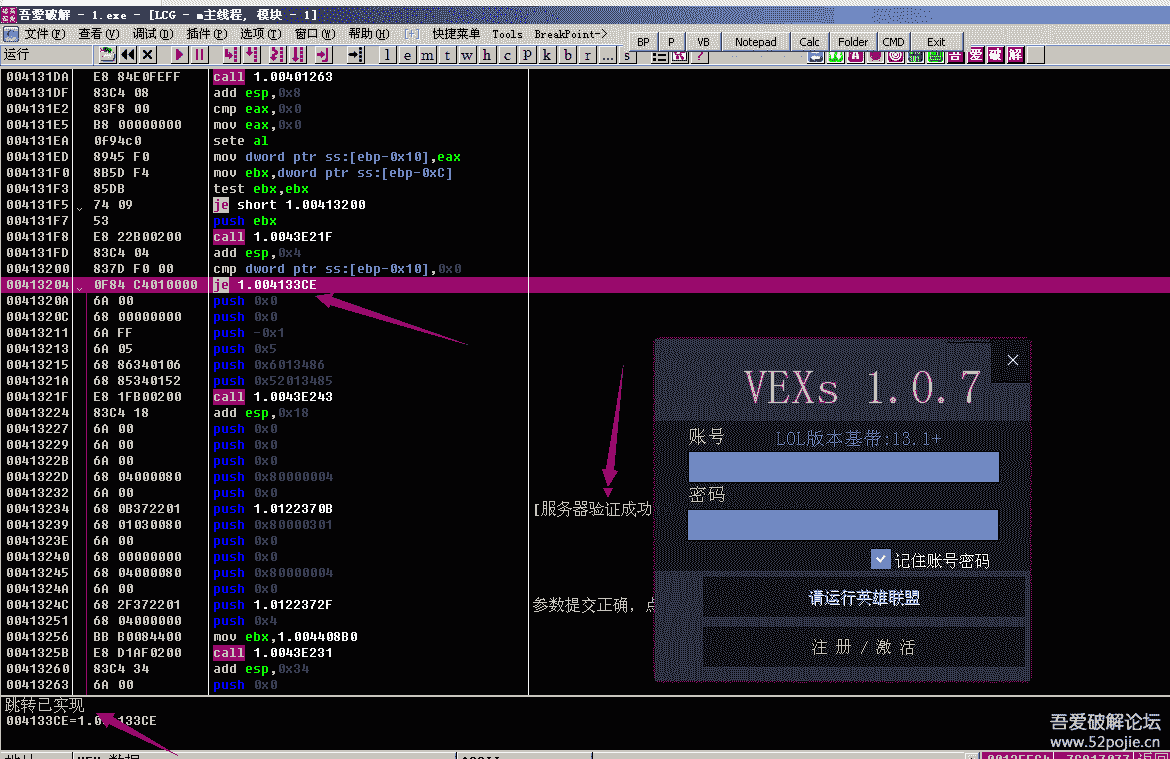 吾爱破解 - 1.exe - [LCG - 主线程, 模块 - 1]
文件(F) 查看(V) 调试(D) 插件(P) 选项(T) 窗口(W) 帮助(H) [+] 快捷菜单 Tools BreakPoint->
BP P VB Notepad Calc Folder CMD Exit
运行
l e m t w h c p k b r ... s
? 吾 爱 破 解
004131DA E8 84E0FEFF call 1.00401263
004131DF 83C4 08 add esp,0x8
004131E2 83F8 00 cmp eax,0x0
004131E5 B8 00000000 mov eax,0x0
004131EA 0f94c0 sete al
004131ED 8945 F0 mov dword ptr ss:[ebp-0x10],eax
004131F0 8B5D F4 mov ebx,dword ptr ss:[ebp-0xC]
004131F3 85DB test ebx,ebx
004131F5 74 09 je short 1.00413200
004131F7 53 push ebx
004131F8 E8 22B00200 call 1.0043E21F
004131FD 83C4 04 add esp,0x4
00413200 837D F0 00 cmp dword ptr ss:[ebp-0x10],0x0
00413204 0F84 C4010000 je 1.004133CE
0041320A 6A 00 push 0x0
0041320C 68 00000000 push 0x0
00413211 6A FF push -0x1
00413213 6A 05 push 0x5
00413215 68 86340106 push 0x6013486
0041321A 68 85340152 push 0x52013485
0041321F E8 1FB00200 call 1.0043E243
00413224 83C4 18 add esp,0x18
00413227 6A 00 push 0x0
00413229 6A 00 push 0x0
0041322B 6A 00 push 0x0
0041322D 68 04000080 push 0x80000004
00413232 6A 00 push 0x0
00413234 68 0B372201 push 1.0122370B [服务器验证成功
00413239 68 01030080 push 0x80000301
0041323E 6A 00 push 0x0
00413240 68 00000000 push 0x0
00413245 68 04000080 push 0x80000004
0041324A 6A 00 push 0x0
0041324C 68 2F372201 push 1.0122372F 参数提交正确，点
00413251 68 04000000 push 0x4
00413256 BB B0084400 mov ebx,1.004408B0
0041325B E8 D1AF0200 call 1.0043E231
00413260 83C4 34 add esp,0x34
00413263 6A 00 push 0x0
VEXs 1.0.7
账号 LOL版本基带:13.1+
密码
记住账号密码
请运行英雄联盟
注 册 / 激 活
跳转已实现
004133CE=1.004133CE
吾爱破解论坛
www.52pojie.cn